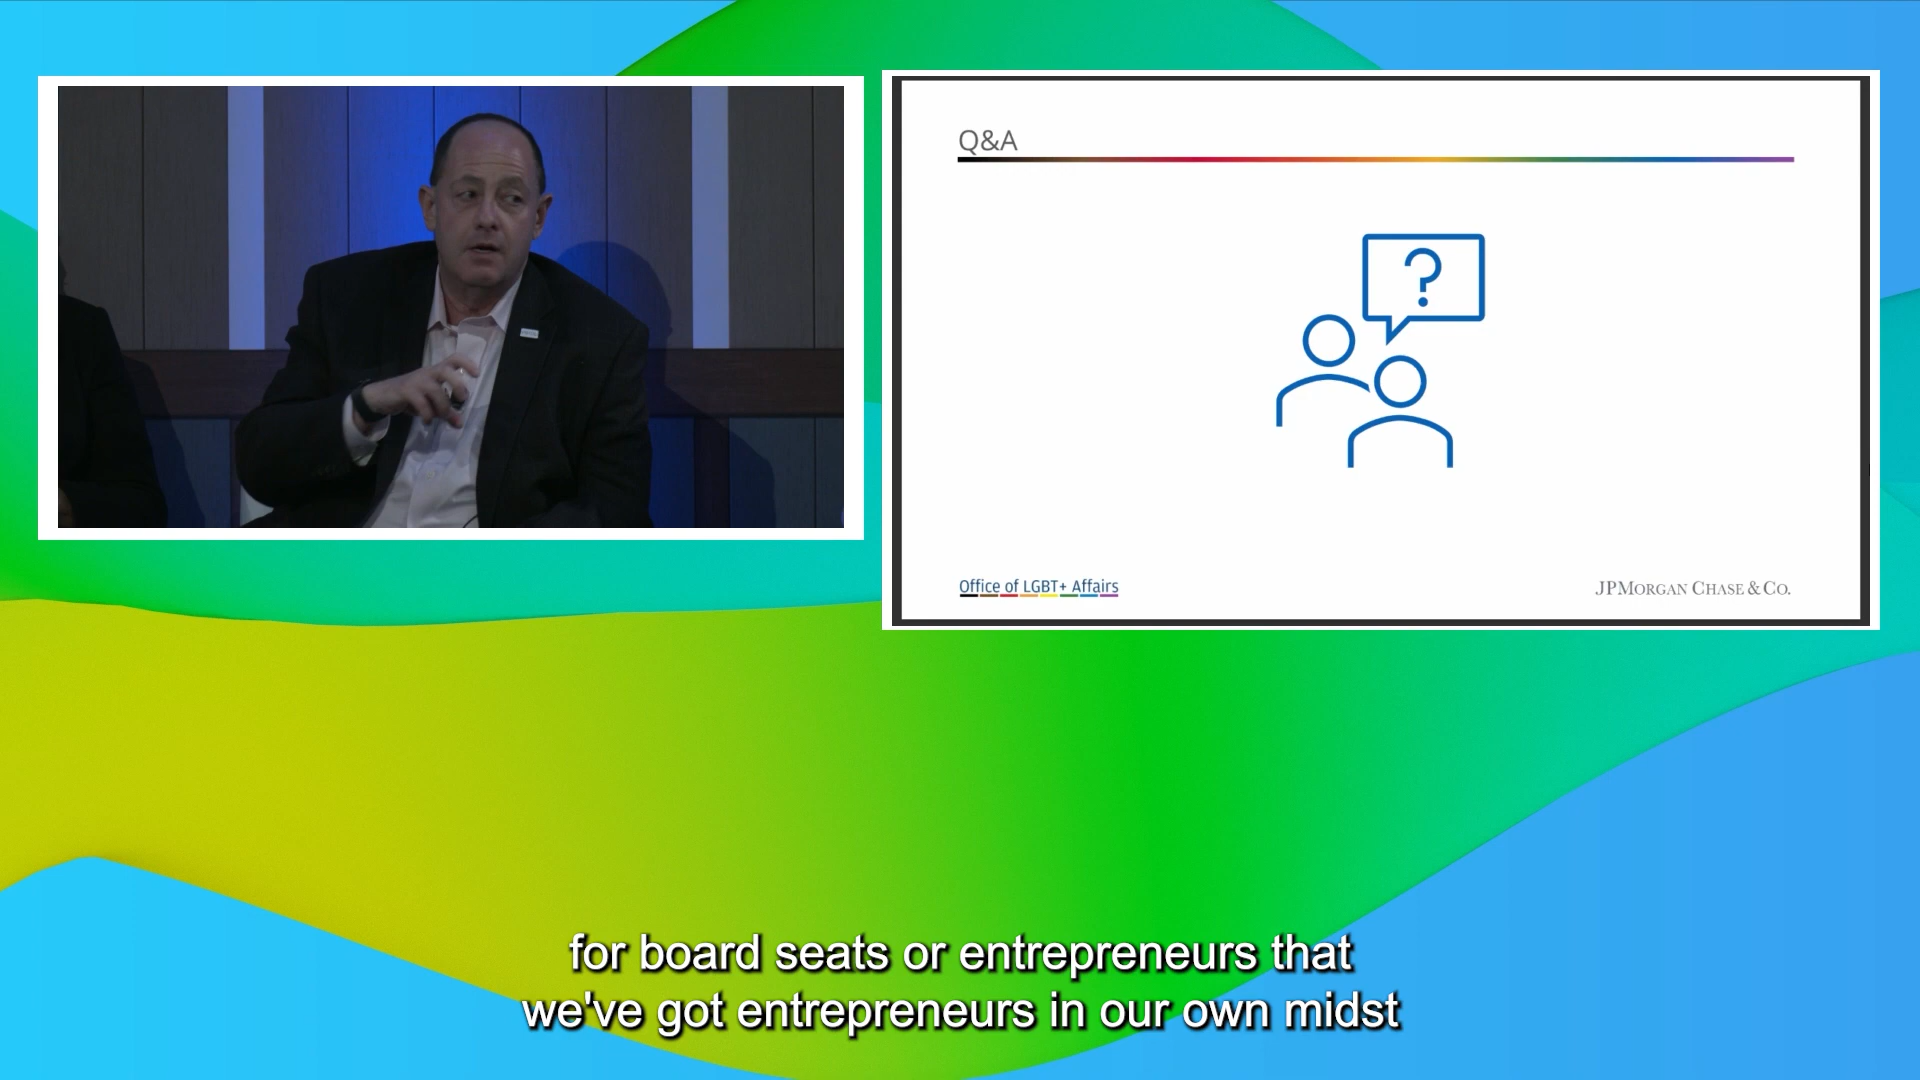 Q&A
?
Office of LGBT+ Affairs
JPMORGAN CHASE & CO.
for board seats or entrepreneurs that
we've got entrepreneurs in our own midst